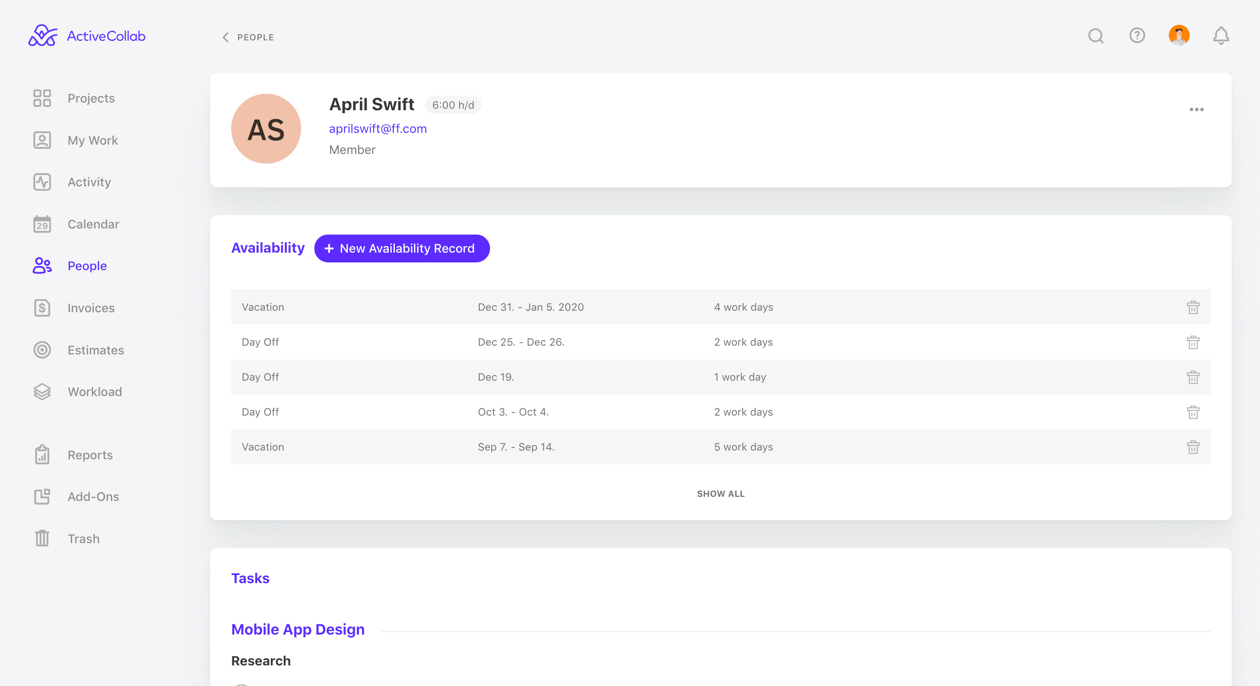 ActiveCollab
PEOPLE
Projects
My Work
Activity
29
Calendar
People
Invoices
Estimates
Workload
Reports
Add-Ons
Trash
AS
April Swift 6:00 h/d
aprilswift@ff.com
Member
Availability + New Availability Record
Vacation Dec 31. - Jan 5. 2020 4 work days
Day Off Dec 25. - Dec 26. 2 work days
Day Off Dec 19. 1 work day
Day Off Oct 3. - Oct 4. 2 work days
Vacation Sep 7. - Sep 14. 5 work days
SHOW ALL
Tasks
Mobile App Design
Research